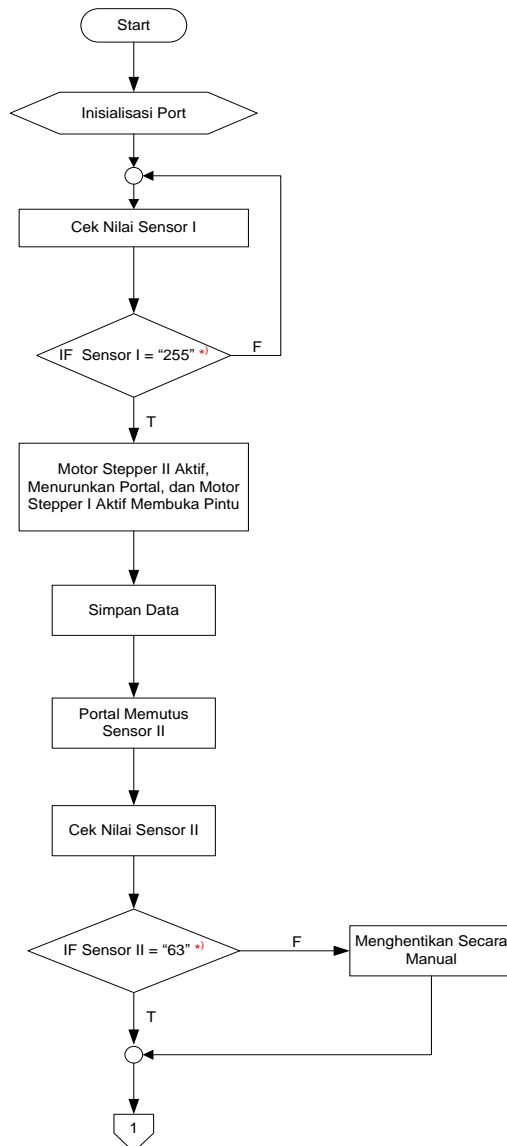 Start
Inisialisasi Port
Cek Nilai Sensor I
IF Sensor I = “255” *)
F
T
Motor Stepper II Aktif,
Menurunkan Portal, dan Motor
Stepper I Aktif Membuka Pintu
Simpan Data
Portal Memutus
Sensor II
Cek Nilai Sensor II
IF Sensor II = “63” *)
F
Menghentikan Secara
Manual
T
1